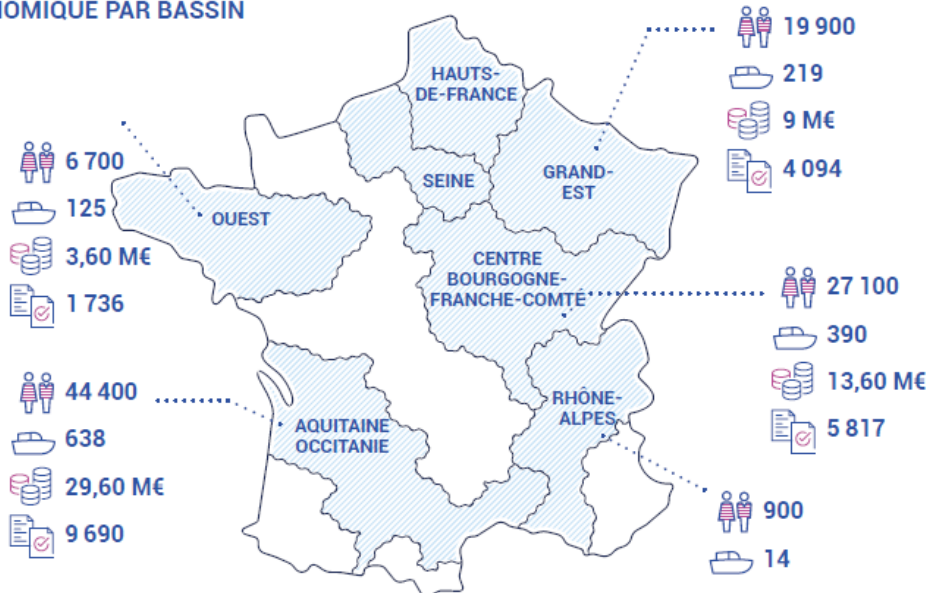 NOMIQUE PAR BASSIN
19 900
219
9 M€
4 094
HAUTS-
DE-FRANCE
SEINE
GRAND-
EST
6 700
125
3,60 M€
1 736
OUEST
CENTRE
BOURGOGNE-
FRANCHE-COMTÉ
27 100
390
13,60 M€
5 817
44 400
638
29,60 M€
9 690
AQUITAINE
OCCITANIE
RHÔNE-
ALPES
900
14